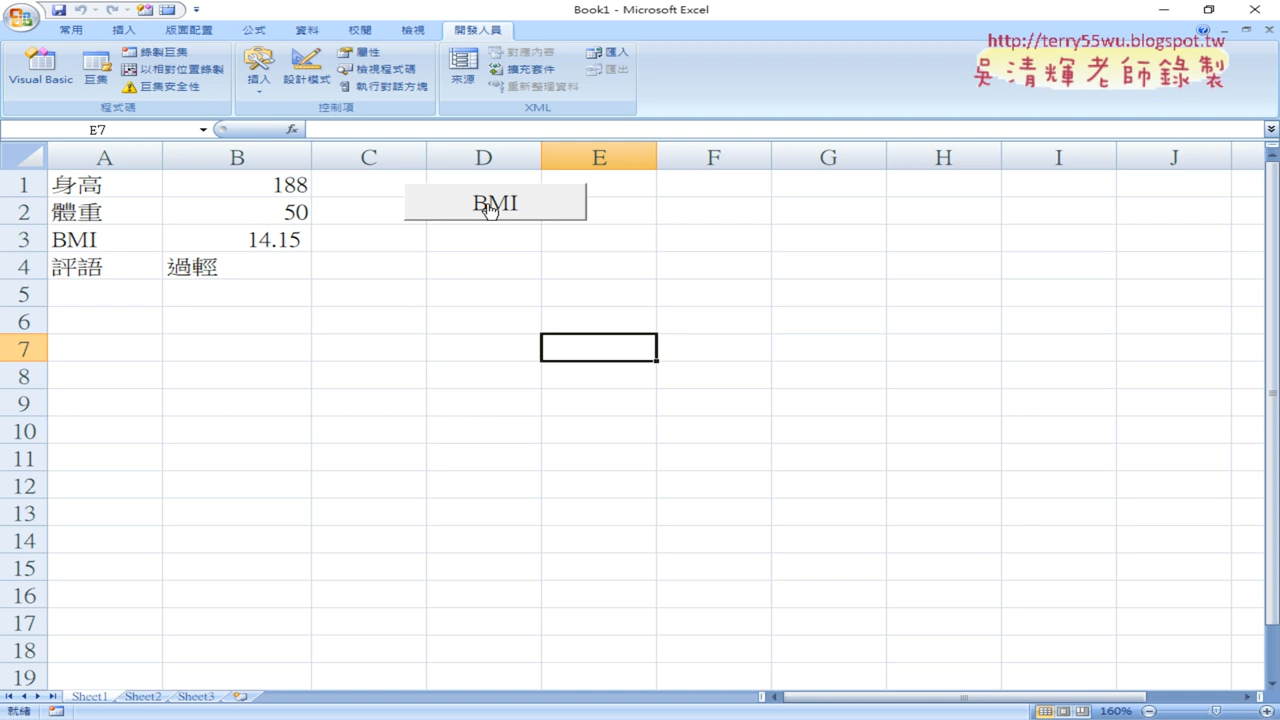 Book1 - Microsoft Excel
常用 插入 版面配置 公式 資料 校閱 檢視 開發人員
http://terry55wu.blogspot.tw
吳清輝老師錄製
Visual Basic 巨集 錄製巨集 以相對位置錄製 巨集安全性 插入 設計模式 屬性 檢視程式碼 執行對話方塊 來源 對應內容 擴充套件 重新整理資料 匯入 匯出
程式碼 控制項 XML
E7 fx
A B C D E F G H I J
1 身高 188
BMI
2 體重 50
3 BMI 14.15
4 評語 過輕
5
6
7
8
9
10
11
12
13
14
15
16
17
18
19
Sheet1 Sheet2 Sheet3
就緒 160%